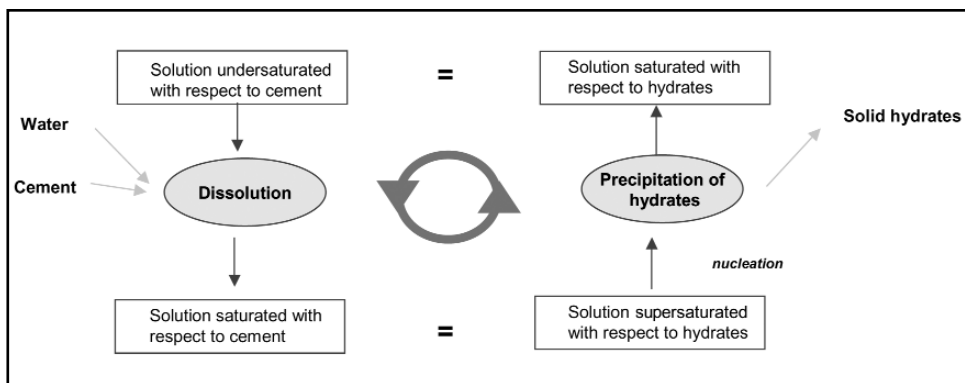 Solution undersaturated
with respect to cement
=
Solution saturated with
respect to hydrates
Water
Solid hydrates
Cement
Dissolution
Precipitation of
hydrates
nucleation
Solution saturated with
respect to cement
=
Solution supersaturated
with respect to hydrates